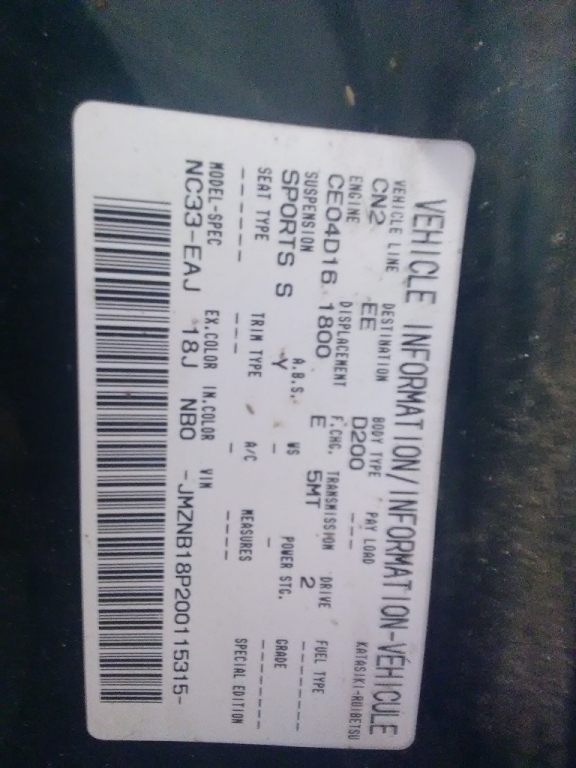 VEHICLE INFORMATION/INFORMATION-VÉHICULE
VEHICLE LINE DESTINATION BODY TYPE PAY LOAD KATASIKI-RUIBETSU
CN2 EE D200 ---
ENGINE DISPLACEMENT F.CHG. TRANSMISSION DRIVE FUEL TYPE
CE04D16 1800 E 5MT 2 -------
SUSPENSION A.B.S. WS POWER STG. GRADE
SPORTS S Y - - -------
SEAT TYPE TRIM TYPE A/C MEASURES SPECIAL EDITION
----- --- - ----
MODEL-SPEC EX.COLOR IN.COLOR VIN
NC33-EAJ 18J NB0 -JMZNB18P200115315-